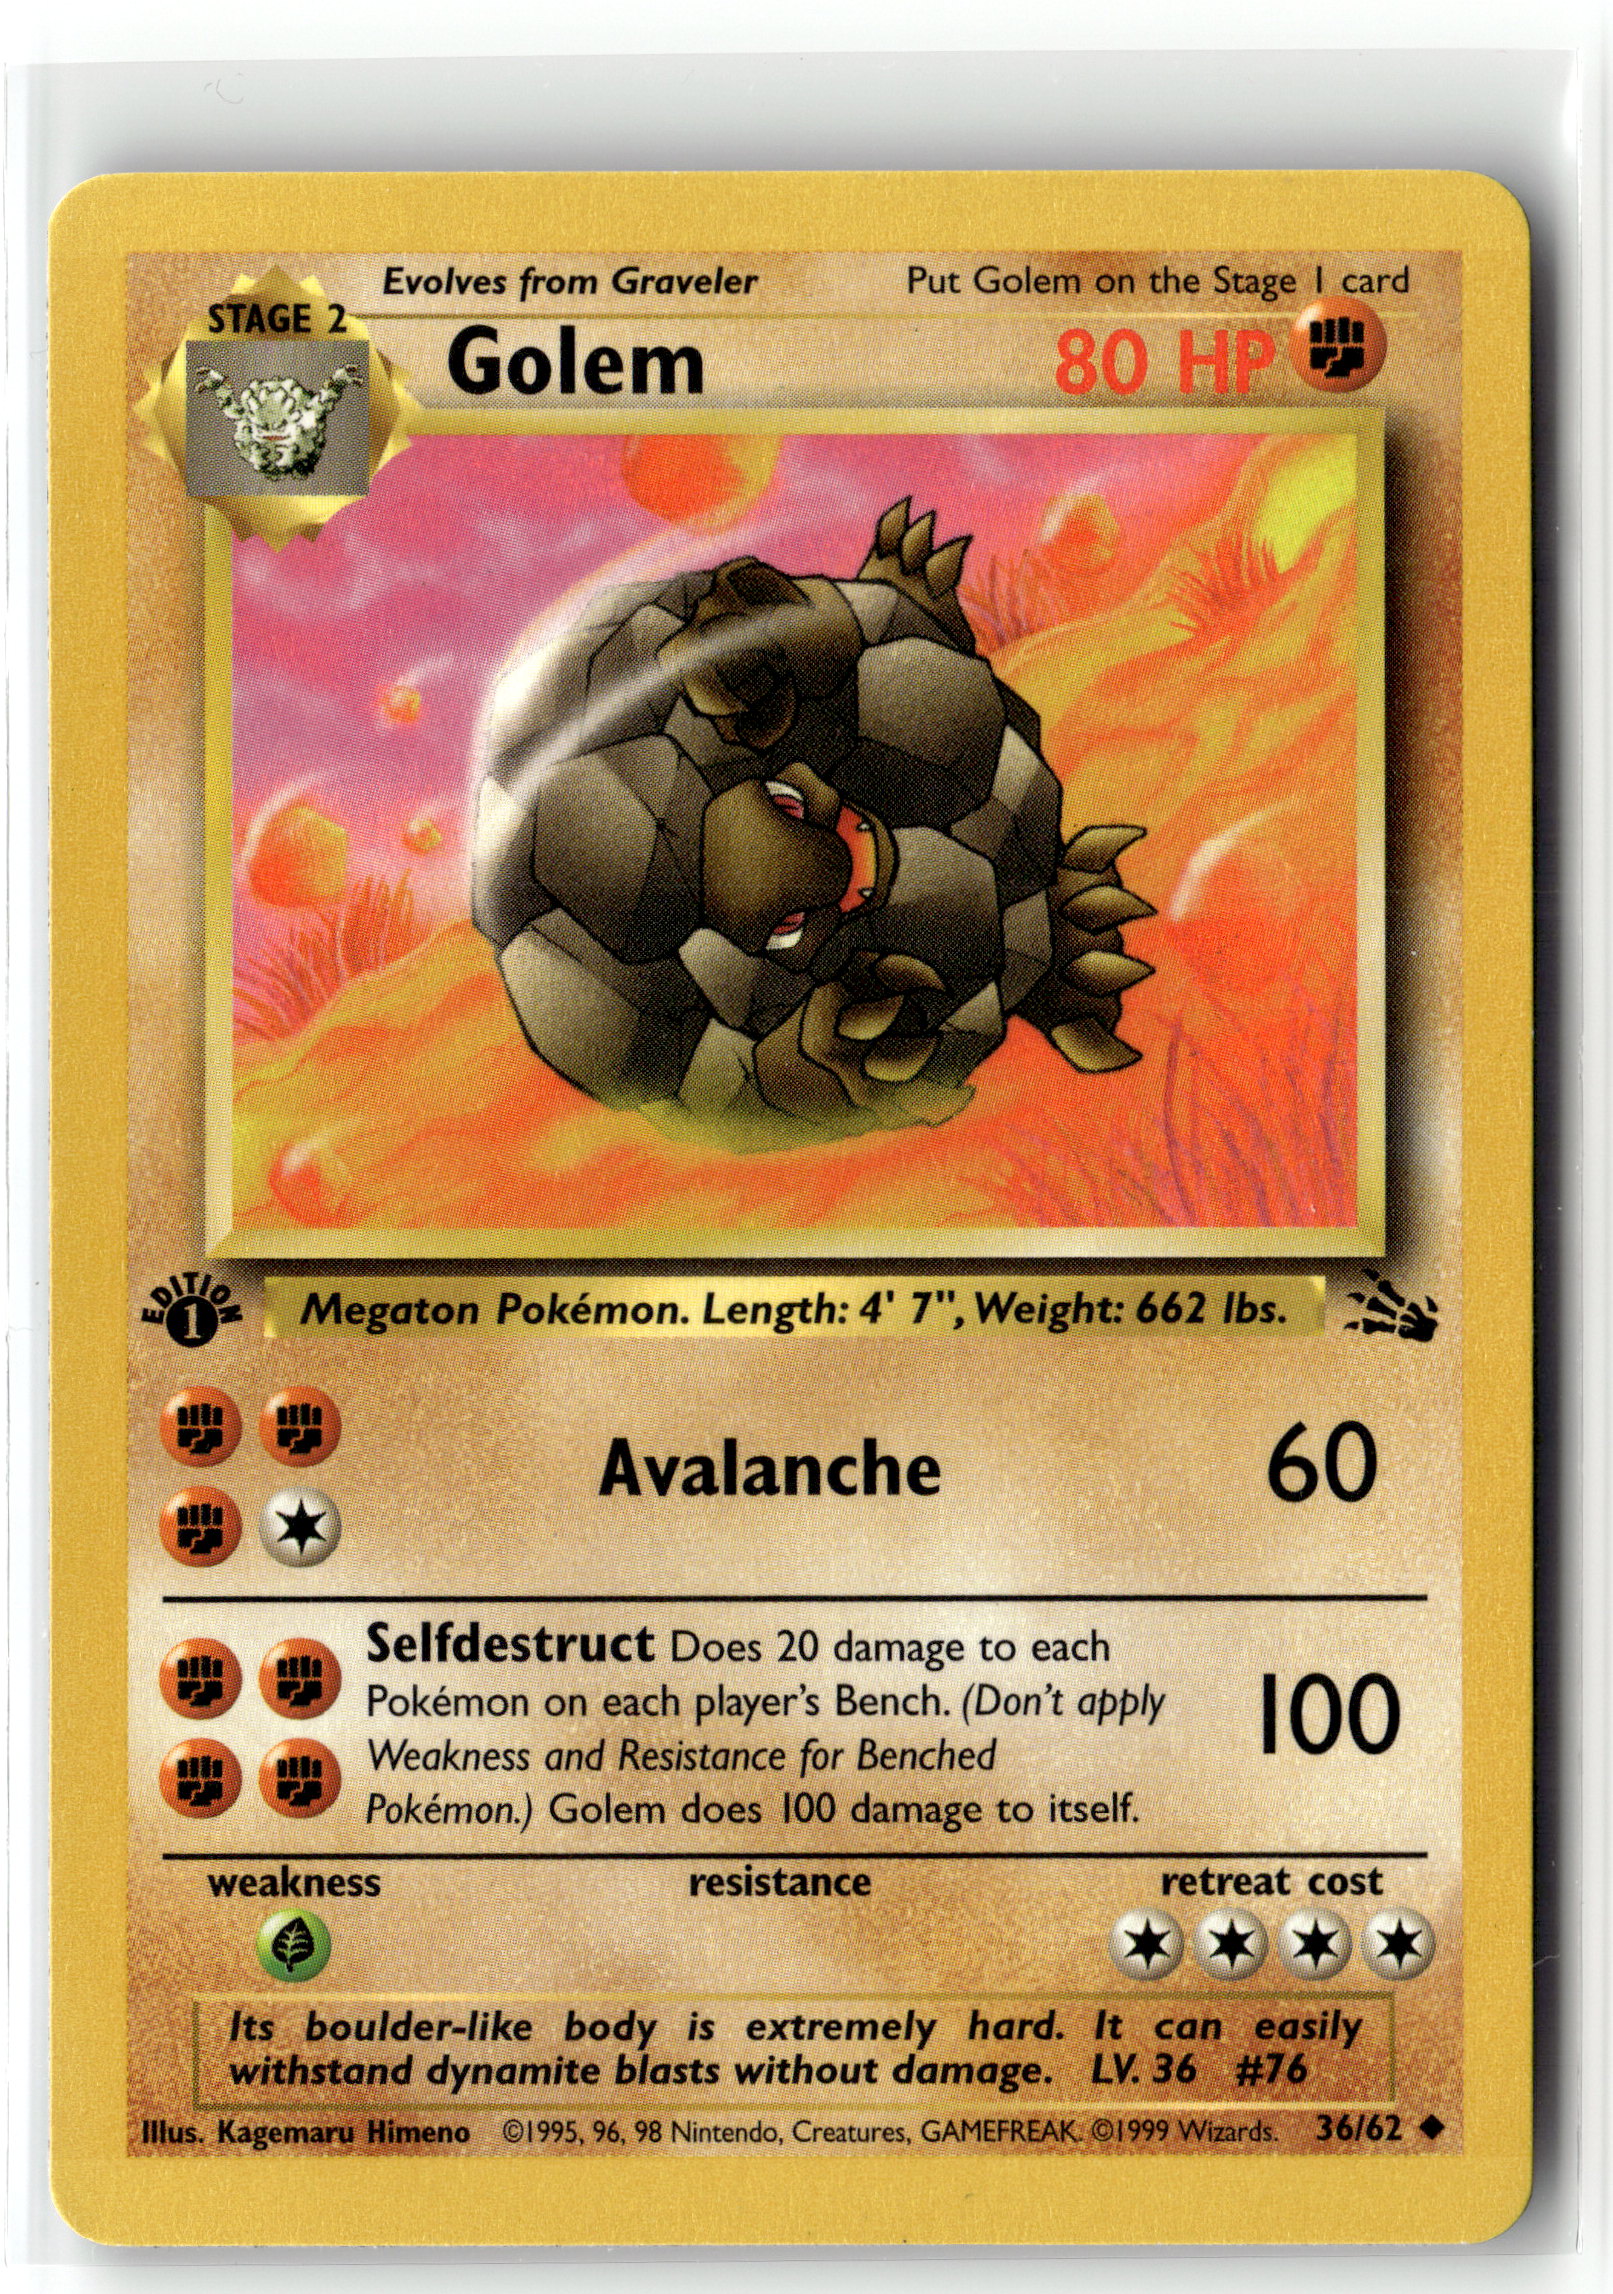 Evolves from Graveler Put Golem on the Stage 1 card
STAGE 2
Golem 80 HP
EDITION
1
Megaton Pokémon. Length: 4' 7", Weight: 662 lbs.
Avalanche 60
Selfdestruct Does 20 damage to each
Pokémon on each player's Bench. (Don't apply
Weakness and Resistance for Benched
Pokémon.) Golem does 100 damage to itself.
100
weakness resistance retreat cost
Its boulder-like body is extremely hard. It can easily
withstand dynamite blasts without damage. LV. 36 #76
Illus. Kagemaru Himeno ©1995, 96, 98 Nintendo, Creatures, GAMEFREAK. ©1999 Wizards. 36/62